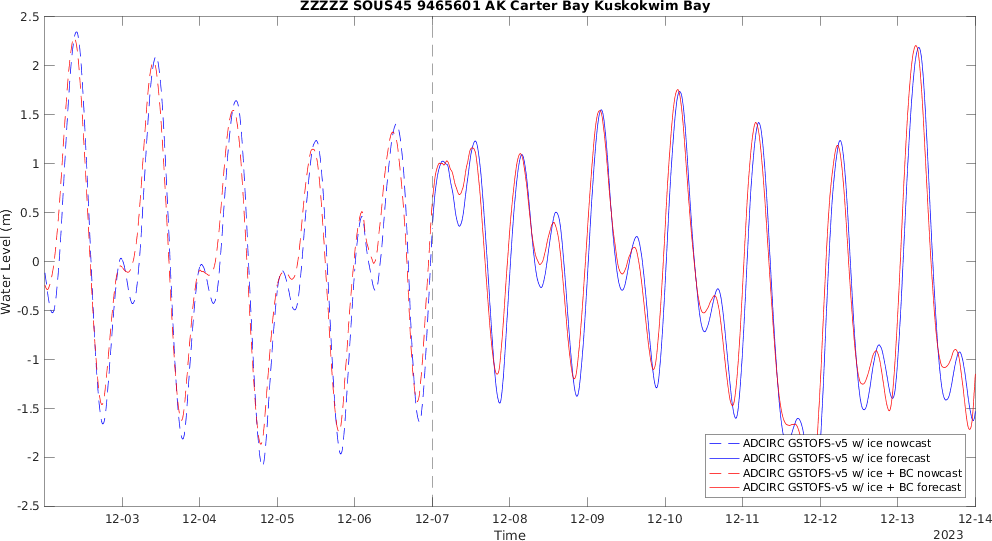 ZZZZZ SOUS45 9465601 AK Carter Bay Kuskokwim Bay
2.5
2
1.5
1
0.5
0
-0.5
-1
-1.5
-2
-2.5
Water Level (m)
ADCIRC GSTOFS-v5 w/ ice nowcast
ADCIRC GSTOFS-v5 w/ ice forecast
ADCIRC GSTOFS-v5 w/ ice + BC nowcast
ADCIRC GSTOFS-v5 w/ ice + BC forecast
12-03 12-04 12-05 12-06 12-07 12-08 12-09 12-10 12-11 12-12 12-13 12-14
Time
2023